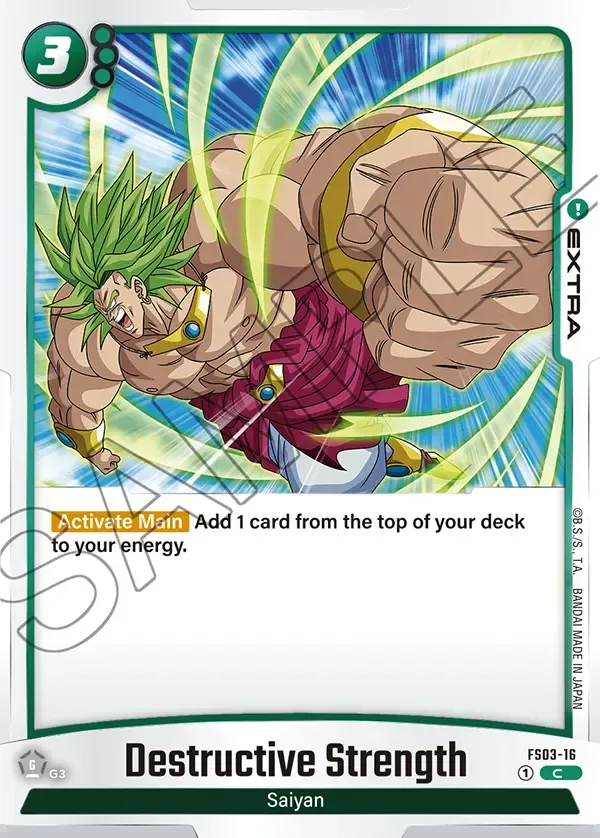 3
! EXTRA
SAMPLE
Activate Main Add 1 card from the top of your deck
to your energy.
©B.S./S., T.A. BANDAI MADE IN JAPAN
G G3
Destructive Strength
FS03-16
1 C
Saiyan